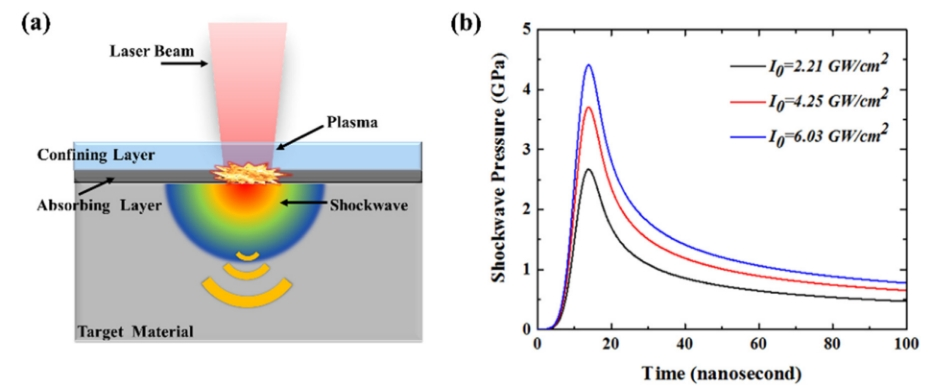 (a)
Laser Beam
Plasma
Confining Layer
Absorbing Layer
Shockwave
Target Material
(b)
Shockwave Pressure (GPa)
5
4
3
2
1
0
I0=2.21 GW/cm2
I0=4.25 GW/cm2
I0=6.03 GW/cm2
0 20 40 60 80 100
Time (nanosecond)